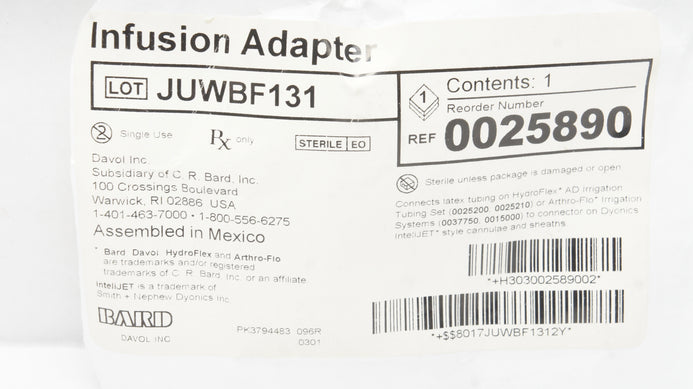 Infusion Adapter
LOT JUWBF131
1
Contents: 1
Reorder Number
REF 0025890
2 Single Use
Rx only
STERILE EO
Sterile unless package is damaged or open
Davol Inc.
Subsidiary of C. R. Bard, Inc.
100 Crossings Boulevard
Warwick, RI 02886 USA
1-401-463-7000 • 1-800-556-6275
Assembled in Mexico
Connects latex tubing on HydroFlex* AD Irrigation
Tubing Set (0025200, 0025210) or Arthro-Flo* Irrigation
Systems (0037750, 0015000) to connector on Dyonics
InteliJET* style cannulae and sheaths
* Bard, Davol, HydroFlex and Arthro-Flo
are trademarks and/or registered
trademarks of C. R. Bard, Inc. or an affiliate.
InteliJET is a trademark of
Smith + Nephew Dyonics Inc.
*+H303002589002*
*+$$8017JUWBF1312Y*
BARD
DAVOL INC.
PK3794483 096R
0301